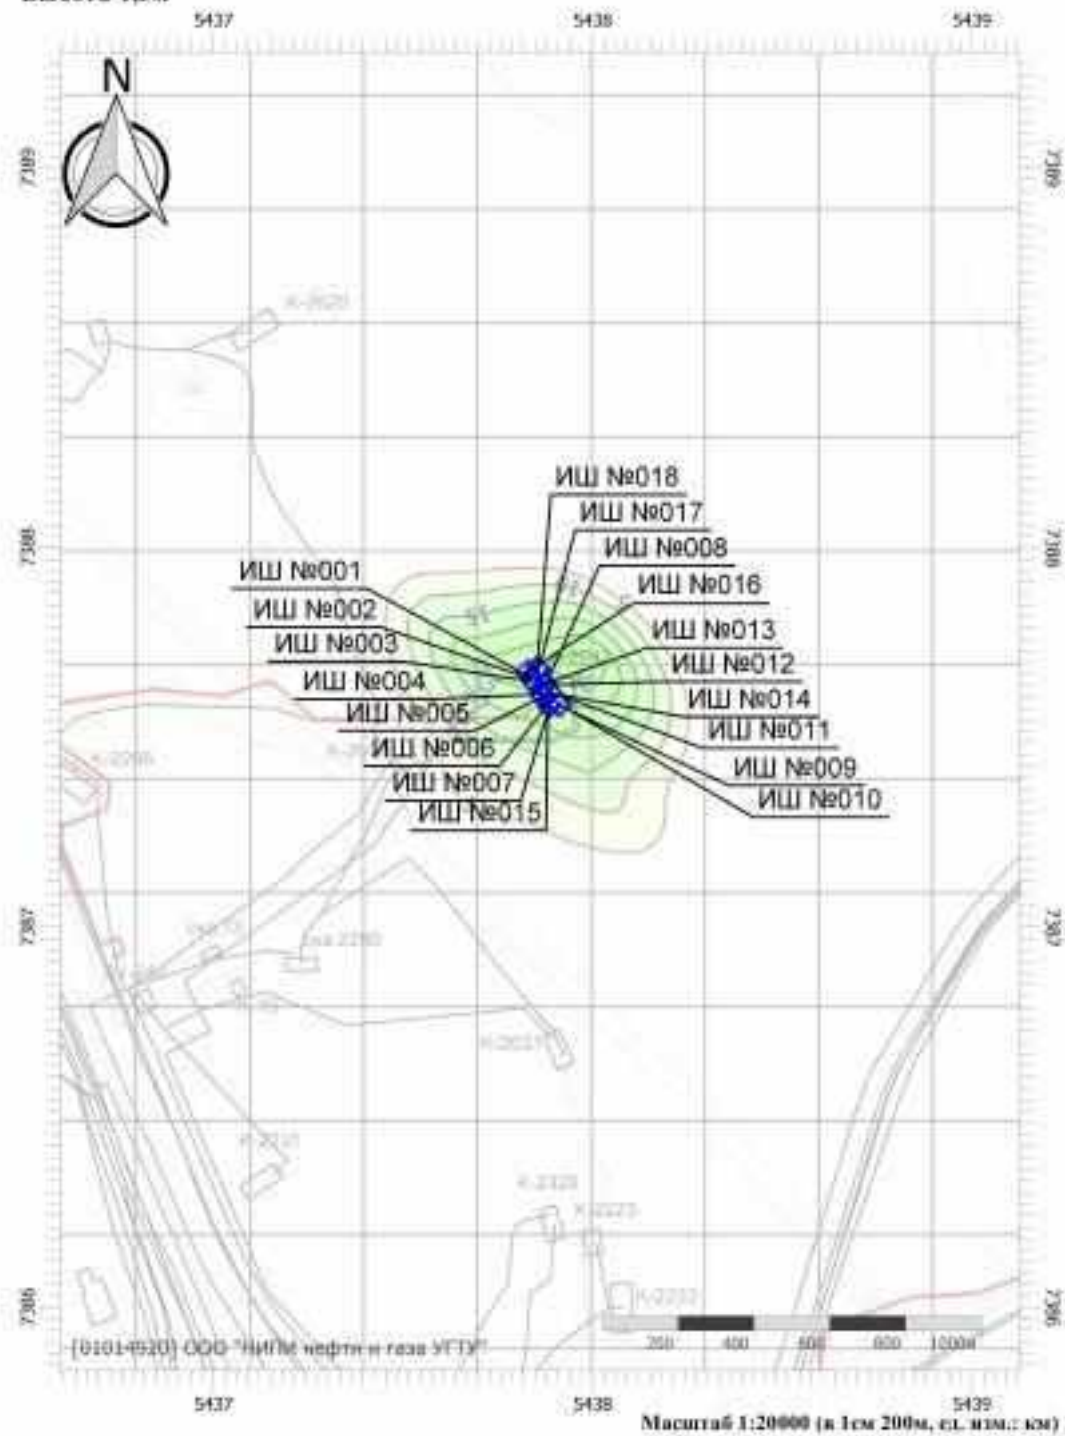 5437 5438 5439
N
7389 7389
ИШ №018
ИШ №017
7388 7388
ИШ №008
ИШ №001
ИШ №016
ИШ №002
ИШ №013
ИШ №003
ИШ №012
ИШ №004
ИШ №014
ИШ №005
ИШ №011
ИШ №006
ИШ №009
ИШ №007
ИШ №010
ИШ №015
7387 7387
7386 7386
200 400 600 800 1000м
[01014920] ООО "НИПИ нефти и газа УГТУ"
5437 5438 5439
Масштаб 1:20000 (в 1см 200м, ед. изм.: км)